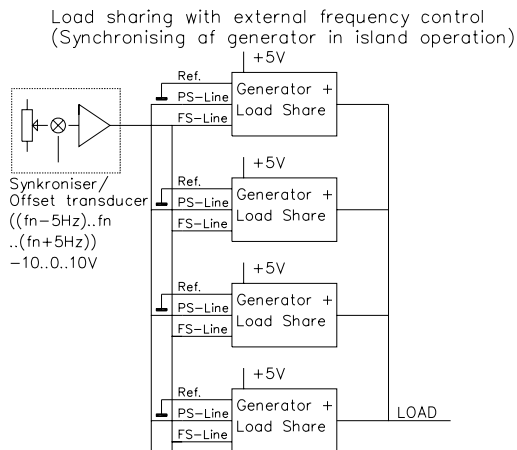 Load sharing with external frequency control
(Synchronising af generator in island operation)
+5V
Ref.
PS-Line
FS-Line
Generator +
Load Share
Synkroniser/
Offset transducer
((fn-5Hz)..fn
..(fn+5Hz))
-10..0..10V
+5V
Ref.
PS-Line
FS-Line
Generator +
Load Share
+5V
Ref.
PS-Line
FS-Line
Generator +
Load Share
+5V
Ref.
PS-Line
FS-Line
Generator +
Load Share
LOAD